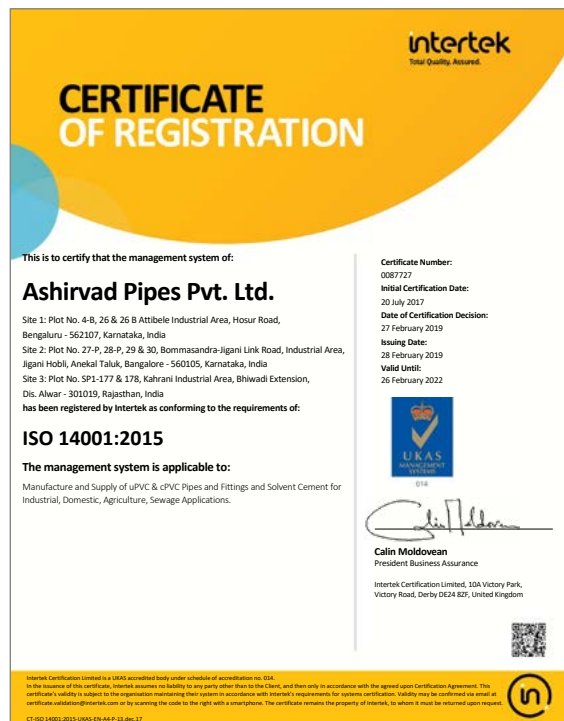 intertek
Total Quality. Assured.
CERTIFICATE
OF REGISTRATION
This is to certify that the management system of:
Ashirvad Pipes Pvt. Ltd.
Site 1: Plot No. 4-B, 26 & 26 B Attibele Industrial Area, Hosur Road,
Bengaluru - 562107, Karnataka, India
Site 2: Plot No. 27-P, 28-P, 29 & 30, Bommasandra-Jigani Link Road, Industrial Area,
Jigani Hobli, Anekal Taluk, Bangalore - 560105, Karnataka, India
Site 3: Plot No. SP1-177 & 178, Kahrani Industrial Area, Bhiwadi Extension,
Dis. Alwar - 301019, Rajasthan, India
has been registered by Intertek as conforming to the requirements of:
ISO 14001:2015
The management system is applicable to:
Manufacture and Supply of uPVC & cPVC Pipes and Fittings and Solvent Cement for
Industrial, Domestic, Agriculture, Sewage Applications.
Certificate Number:
0087727
Initial Certification Date:
20 July 2017
Date of Certification Decision:
27 February 2019
Issuing Date:
28 February 2019
Valid Until:
26 February 2022
UKAS
MANAGEMENT
SYSTEMS
014
Calin Moldovean
Calin Moldovean
President Business Assurance
Intertek Certification Limited, 10A Victory Park,
Victory Road, Derby DE24 8ZF, United Kingdom
Intertek Certification Limited is a UKAS accredited body under schedule of accreditation no. 014.
In the issuance of this certificate, Intertek assumes no liability to any party other than to the Client, and then only in accordance with the agreed upon Certification Agreement. This
certificate's validity is subject to the organisation maintaining their system in accordance with Intertek's requirements for systems certification. Validity may be confirmed via email at
certificate.validation@intertek.com or by scanning the code to the right with a smartphone. The certificate remains the property of Intertek, to whom it must be returned upon request.
CT-ISO 14001:2015-UKAS-EN-A4-P-13.dec.17
in